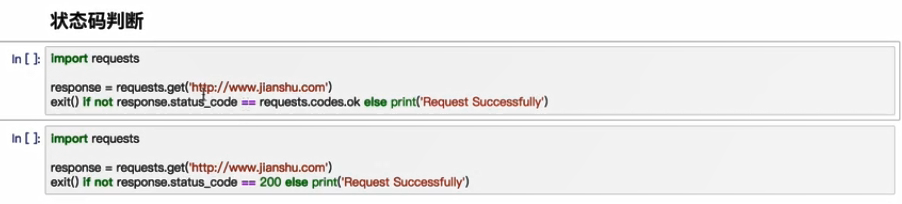 状态码判断
In [ ]: import requests
response = requests.get('http://www.jianshu.com')
exit() if not response.status_code == requests.codes.ok else print('Request Successfully')
In [ ]: import requests
response = requests.get('http://www.jianshu.com')
exit() if not response.status_code == 200 else print('Request Successfully')